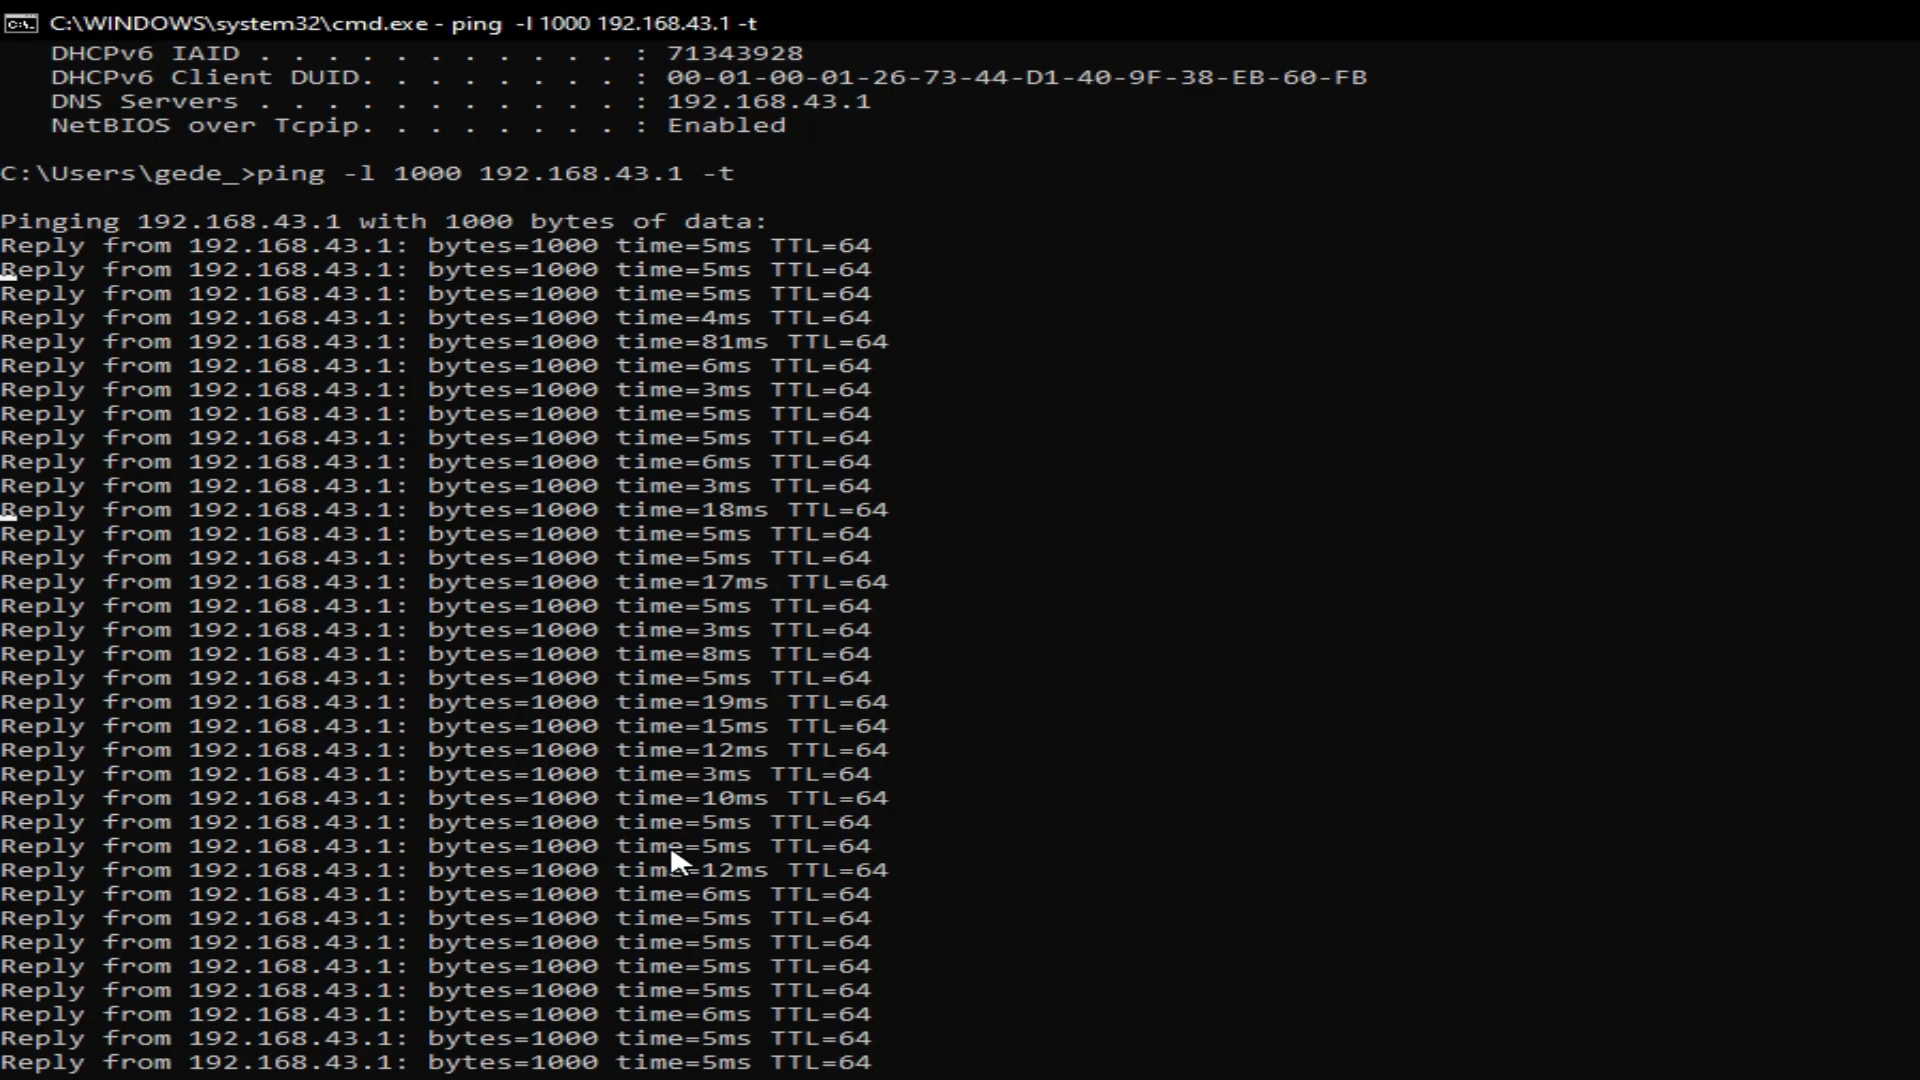 C:\WINDOWS\system32\cmd.exe - ping  -l 1000 192.168.43.1 -t
DHCPv6 IAID . . . . . . . . . . . : 71343928
DHCPv6 Client DUID. . . . . . . . : 00-01-00-01-26-73-44-D1-40-9F-38-EB-60-FB
DNS Servers . . . . . . . . . . . : 192.168.43.1
NetBIOS over Tcpip. . . . . . . . : Enabled
C:\Users\gede_>ping -l 1000 192.168.43.1 -t
Pinging 192.168.43.1 with 1000 bytes of data:
Reply from 192.168.43.1: bytes=1000 time=5ms TTL=64
Reply from 192.168.43.1: bytes=1000 time=5ms TTL=64
Reply from 192.168.43.1: bytes=1000 time=5ms TTL=64
Reply from 192.168.43.1: bytes=1000 time=4ms TTL=64
Reply from 192.168.43.1: bytes=1000 time=81ms TTL=64
Reply from 192.168.43.1: bytes=1000 time=6ms TTL=64
Reply from 192.168.43.1: bytes=1000 time=3ms TTL=64
Reply from 192.168.43.1: bytes=1000 time=5ms TTL=64
Reply from 192.168.43.1: bytes=1000 time=5ms TTL=64
Reply from 192.168.43.1: bytes=1000 time=6ms TTL=64
Reply from 192.168.43.1: bytes=1000 time=3ms TTL=64
Reply from 192.168.43.1: bytes=1000 time=18ms TTL=64
Reply from 192.168.43.1: bytes=1000 time=5ms TTL=64
Reply from 192.168.43.1: bytes=1000 time=5ms TTL=64
Reply from 192.168.43.1: bytes=1000 time=17ms TTL=64
Reply from 192.168.43.1: bytes=1000 time=5ms TTL=64
Reply from 192.168.43.1: bytes=1000 time=3ms TTL=64
Reply from 192.168.43.1: bytes=1000 time=8ms TTL=64
Reply from 192.168.43.1: bytes=1000 time=5ms TTL=64
Reply from 192.168.43.1: bytes=1000 time=19ms TTL=64
Reply from 192.168.43.1: bytes=1000 time=15ms TTL=64
Reply from 192.168.43.1: bytes=1000 time=12ms TTL=64
Reply from 192.168.43.1: bytes=1000 time=3ms TTL=64
Reply from 192.168.43.1: bytes=1000 time=10ms TTL=64
Reply from 192.168.43.1: bytes=1000 time=5ms TTL=64
Reply from 192.168.43.1: bytes=1000 time=5ms TTL=64
Reply from 192.168.43.1: bytes=1000 time=12ms TTL=64
Reply from 192.168.43.1: bytes=1000 time=6ms TTL=64
Reply from 192.168.43.1: bytes=1000 time=5ms TTL=64
Reply from 192.168.43.1: bytes=1000 time=5ms TTL=64
Reply from 192.168.43.1: bytes=1000 time=5ms TTL=64
Reply from 192.168.43.1: bytes=1000 time=5ms TTL=64
Reply from 192.168.43.1: bytes=1000 time=6ms TTL=64
Reply from 192.168.43.1: bytes=1000 time=5ms TTL=64
Reply from 192.168.43.1: bytes=1000 time=5ms TTL=64